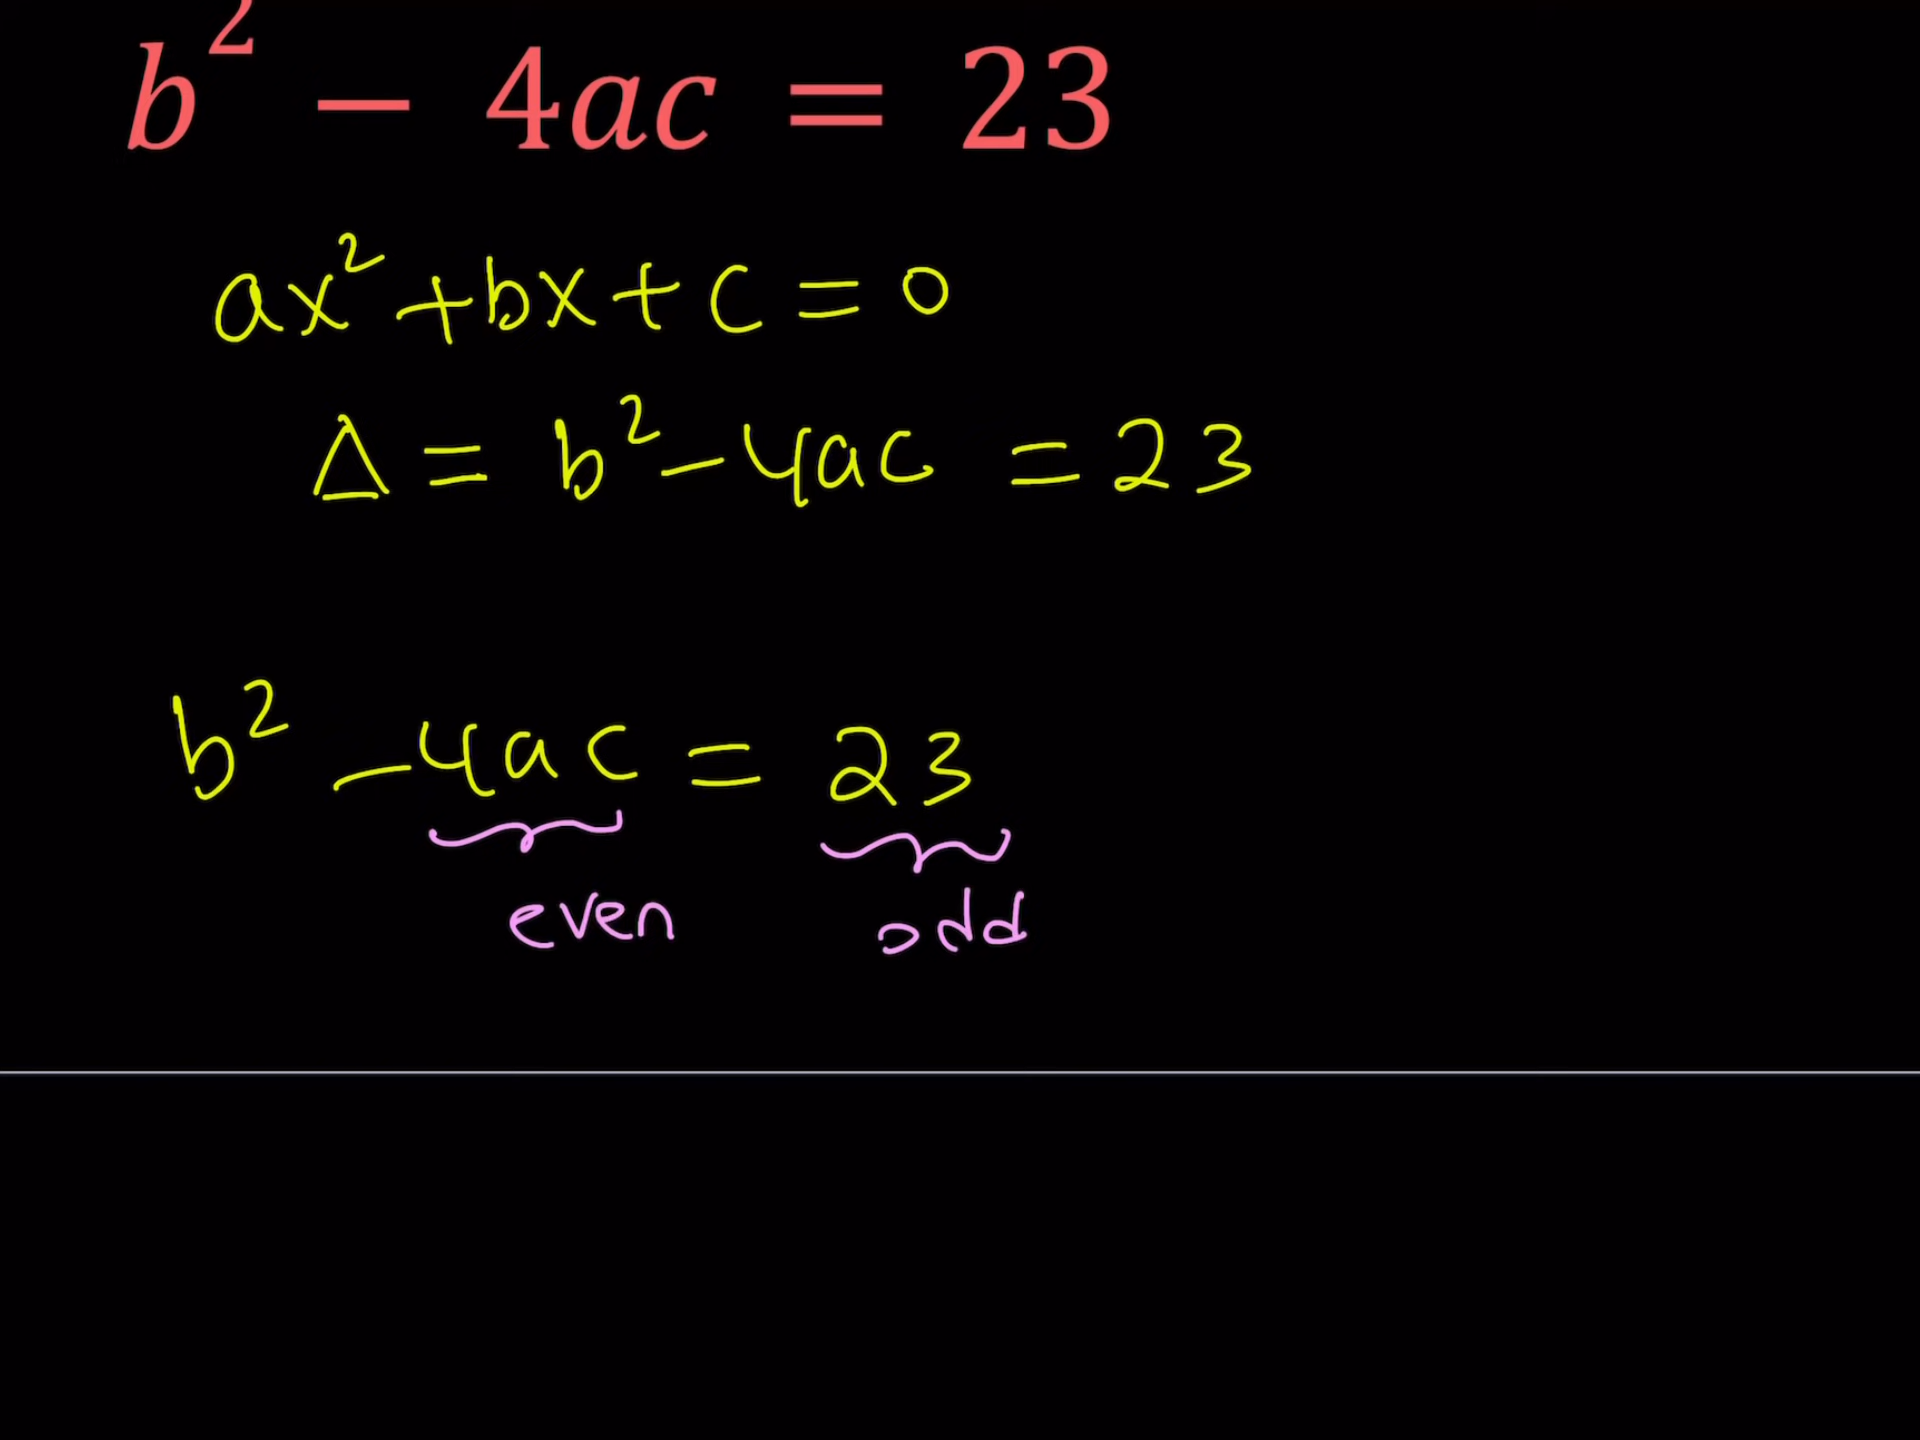 b² − 4ac = 23
ax² + bx + c = 0
Δ = b² − 4ac = 23
b² − 4ac = 23
even odd